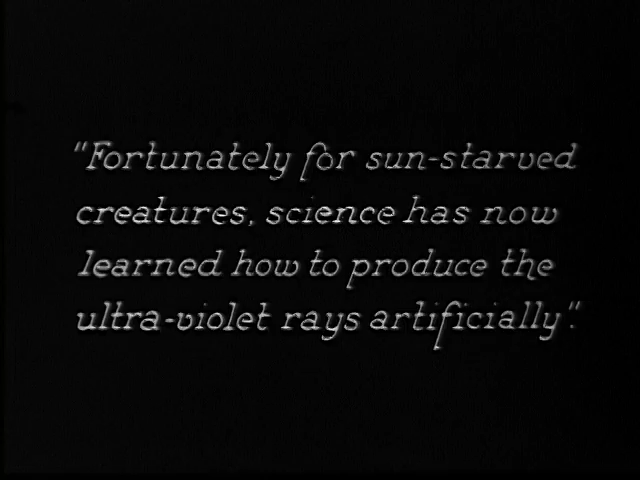 "Fortunately for sun-starved
creatures, science has now
learned how to produce the
ultra-violet rays artificially".